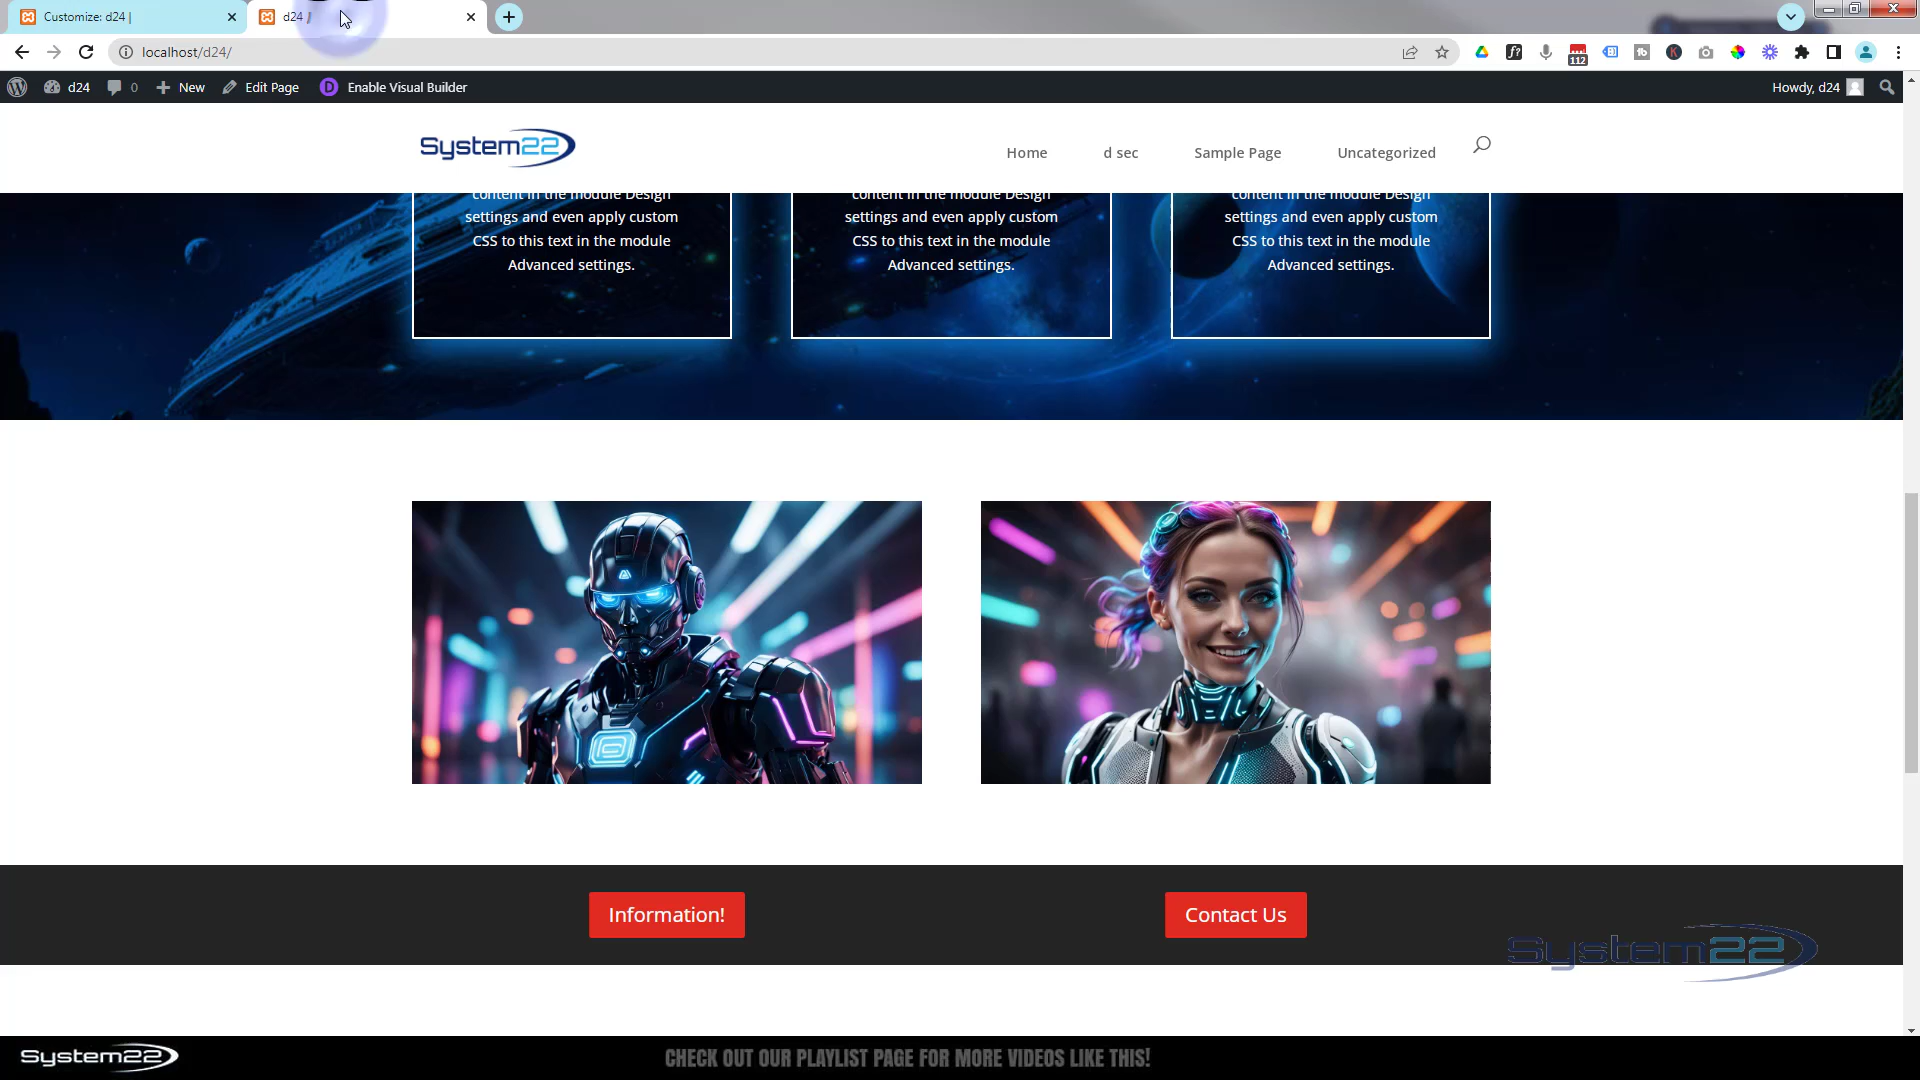 Customize: d24 |
d24 |
localhost/d24/
112
d24 0 New Edit Page Enable Visual Builder Howdy, d24
System22 Home d sec Sample Page Uncategorized
content in the module Design content in the module Design content in the module Design
settings and even apply custom settings and even apply custom settings and even apply custom
CSS to this text in the module CSS to this text in the module CSS to this text in the module
Advanced settings. Advanced settings. Advanced settings.
Information! Contact Us
System22
System22 CHECK OUT OUR PLAYLIST PAGE FOR MORE VIDEOS LIKE THIS!